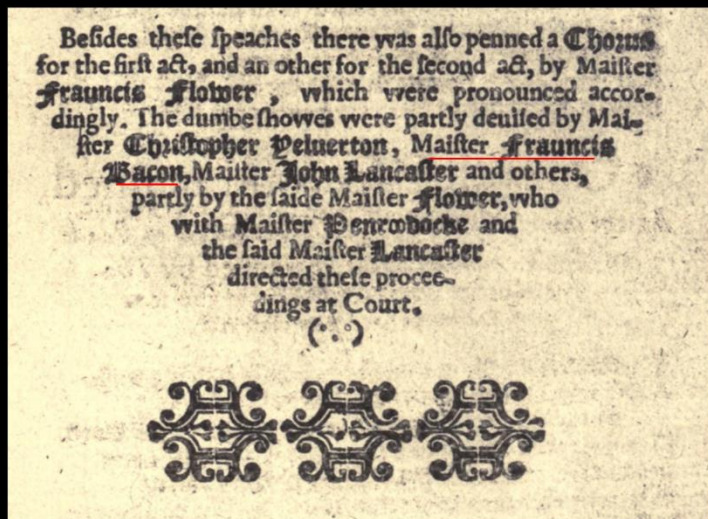 Beſides theſe ſpeaches there was alſo penned a Chorus
for the firſt act, and an other for the ſecond act, by Maiſter
Frauncis Flower , which were pronounced accor-
dingly. The dumbe ſhowes were partly deuiſed by Mai-
ſter Chriſtopher Yeluerton, Maiſter Frauncis
Bacon, Maiſter John Lancaſter and others,
partly by the ſaide Maiſter Flower, who
with Maiſter Penroodocke and
the ſaid Maiſter Lancaſter
directed theſe procee-
dings at Court.